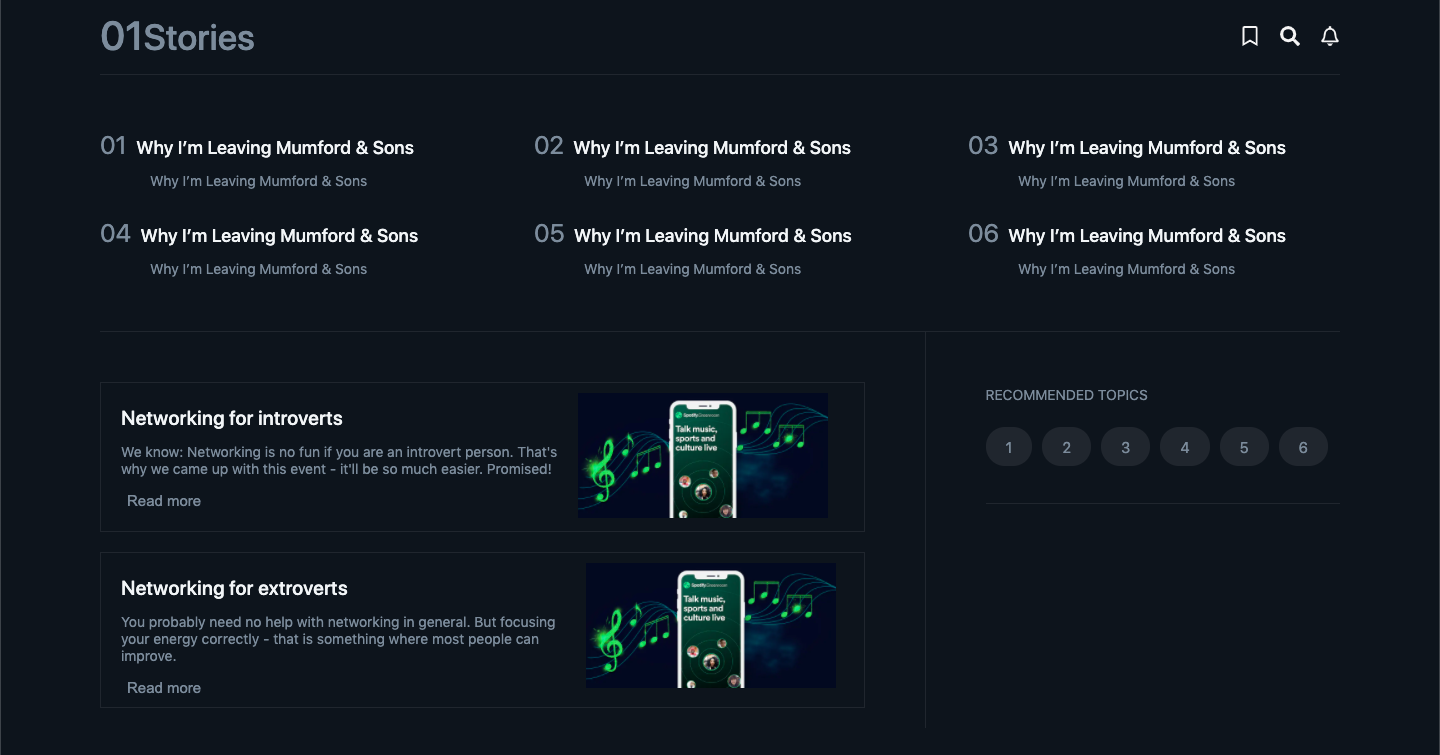 01Stories
01 Why I’m Leaving Mumford & Sons
Why I’m Leaving Mumford & Sons
02 Why I’m Leaving Mumford & Sons
Why I’m Leaving Mumford & Sons
03 Why I’m Leaving Mumford & Sons
Why I’m Leaving Mumford & Sons
04 Why I’m Leaving Mumford & Sons
Why I’m Leaving Mumford & Sons
05 Why I’m Leaving Mumford & Sons
Why I’m Leaving Mumford & Sons
06 Why I’m Leaving Mumford & Sons
Why I’m Leaving Mumford & Sons
Networking for introverts
We know: Networking is no fun if you are an introvert person. That's
why we came up with this event - it'll be so much easier. Promised!
Read more
Spotify Greenroom
Talk music,
sports and
culture live
Networking for extroverts
You probably need no help with networking in general. But focusing
your energy correctly - that is something where most people can
improve.
Read more
Spotify Greenroom
Talk music,
sports and
culture live
RECOMMENDED TOPICS
1 2 3 4 5 6